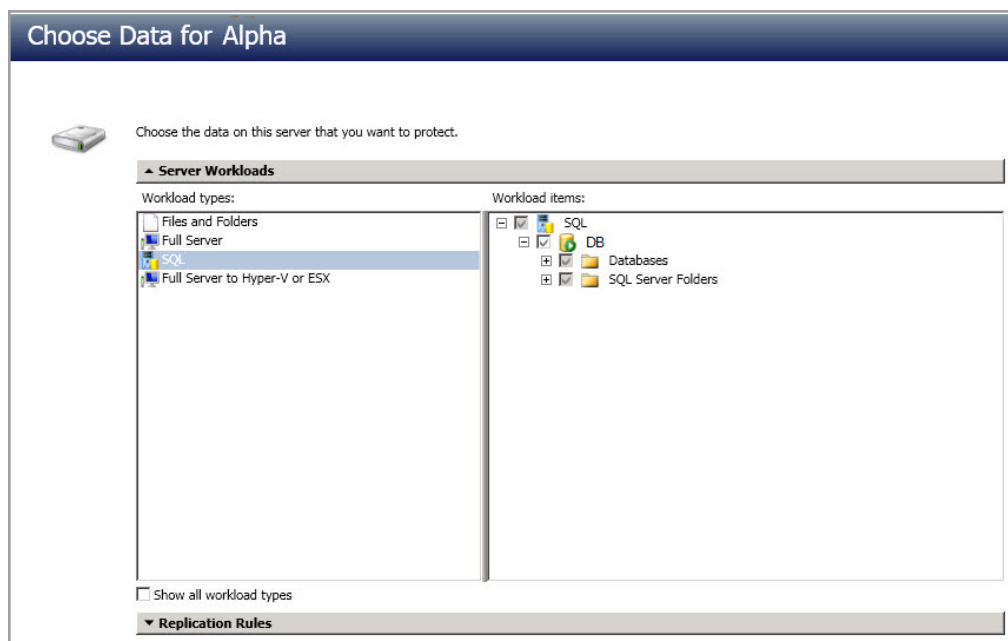 Choose Data for Alpha
Choose the data on this server that you want to protect.
Server Workloads
Workload types:
Files and Folders
Full Server
SQL
Full Server to Hyper-V or ESX
Workload items:
SQL
DB
Databases
SQL Server Folders
Show all workload types
Replication Rules